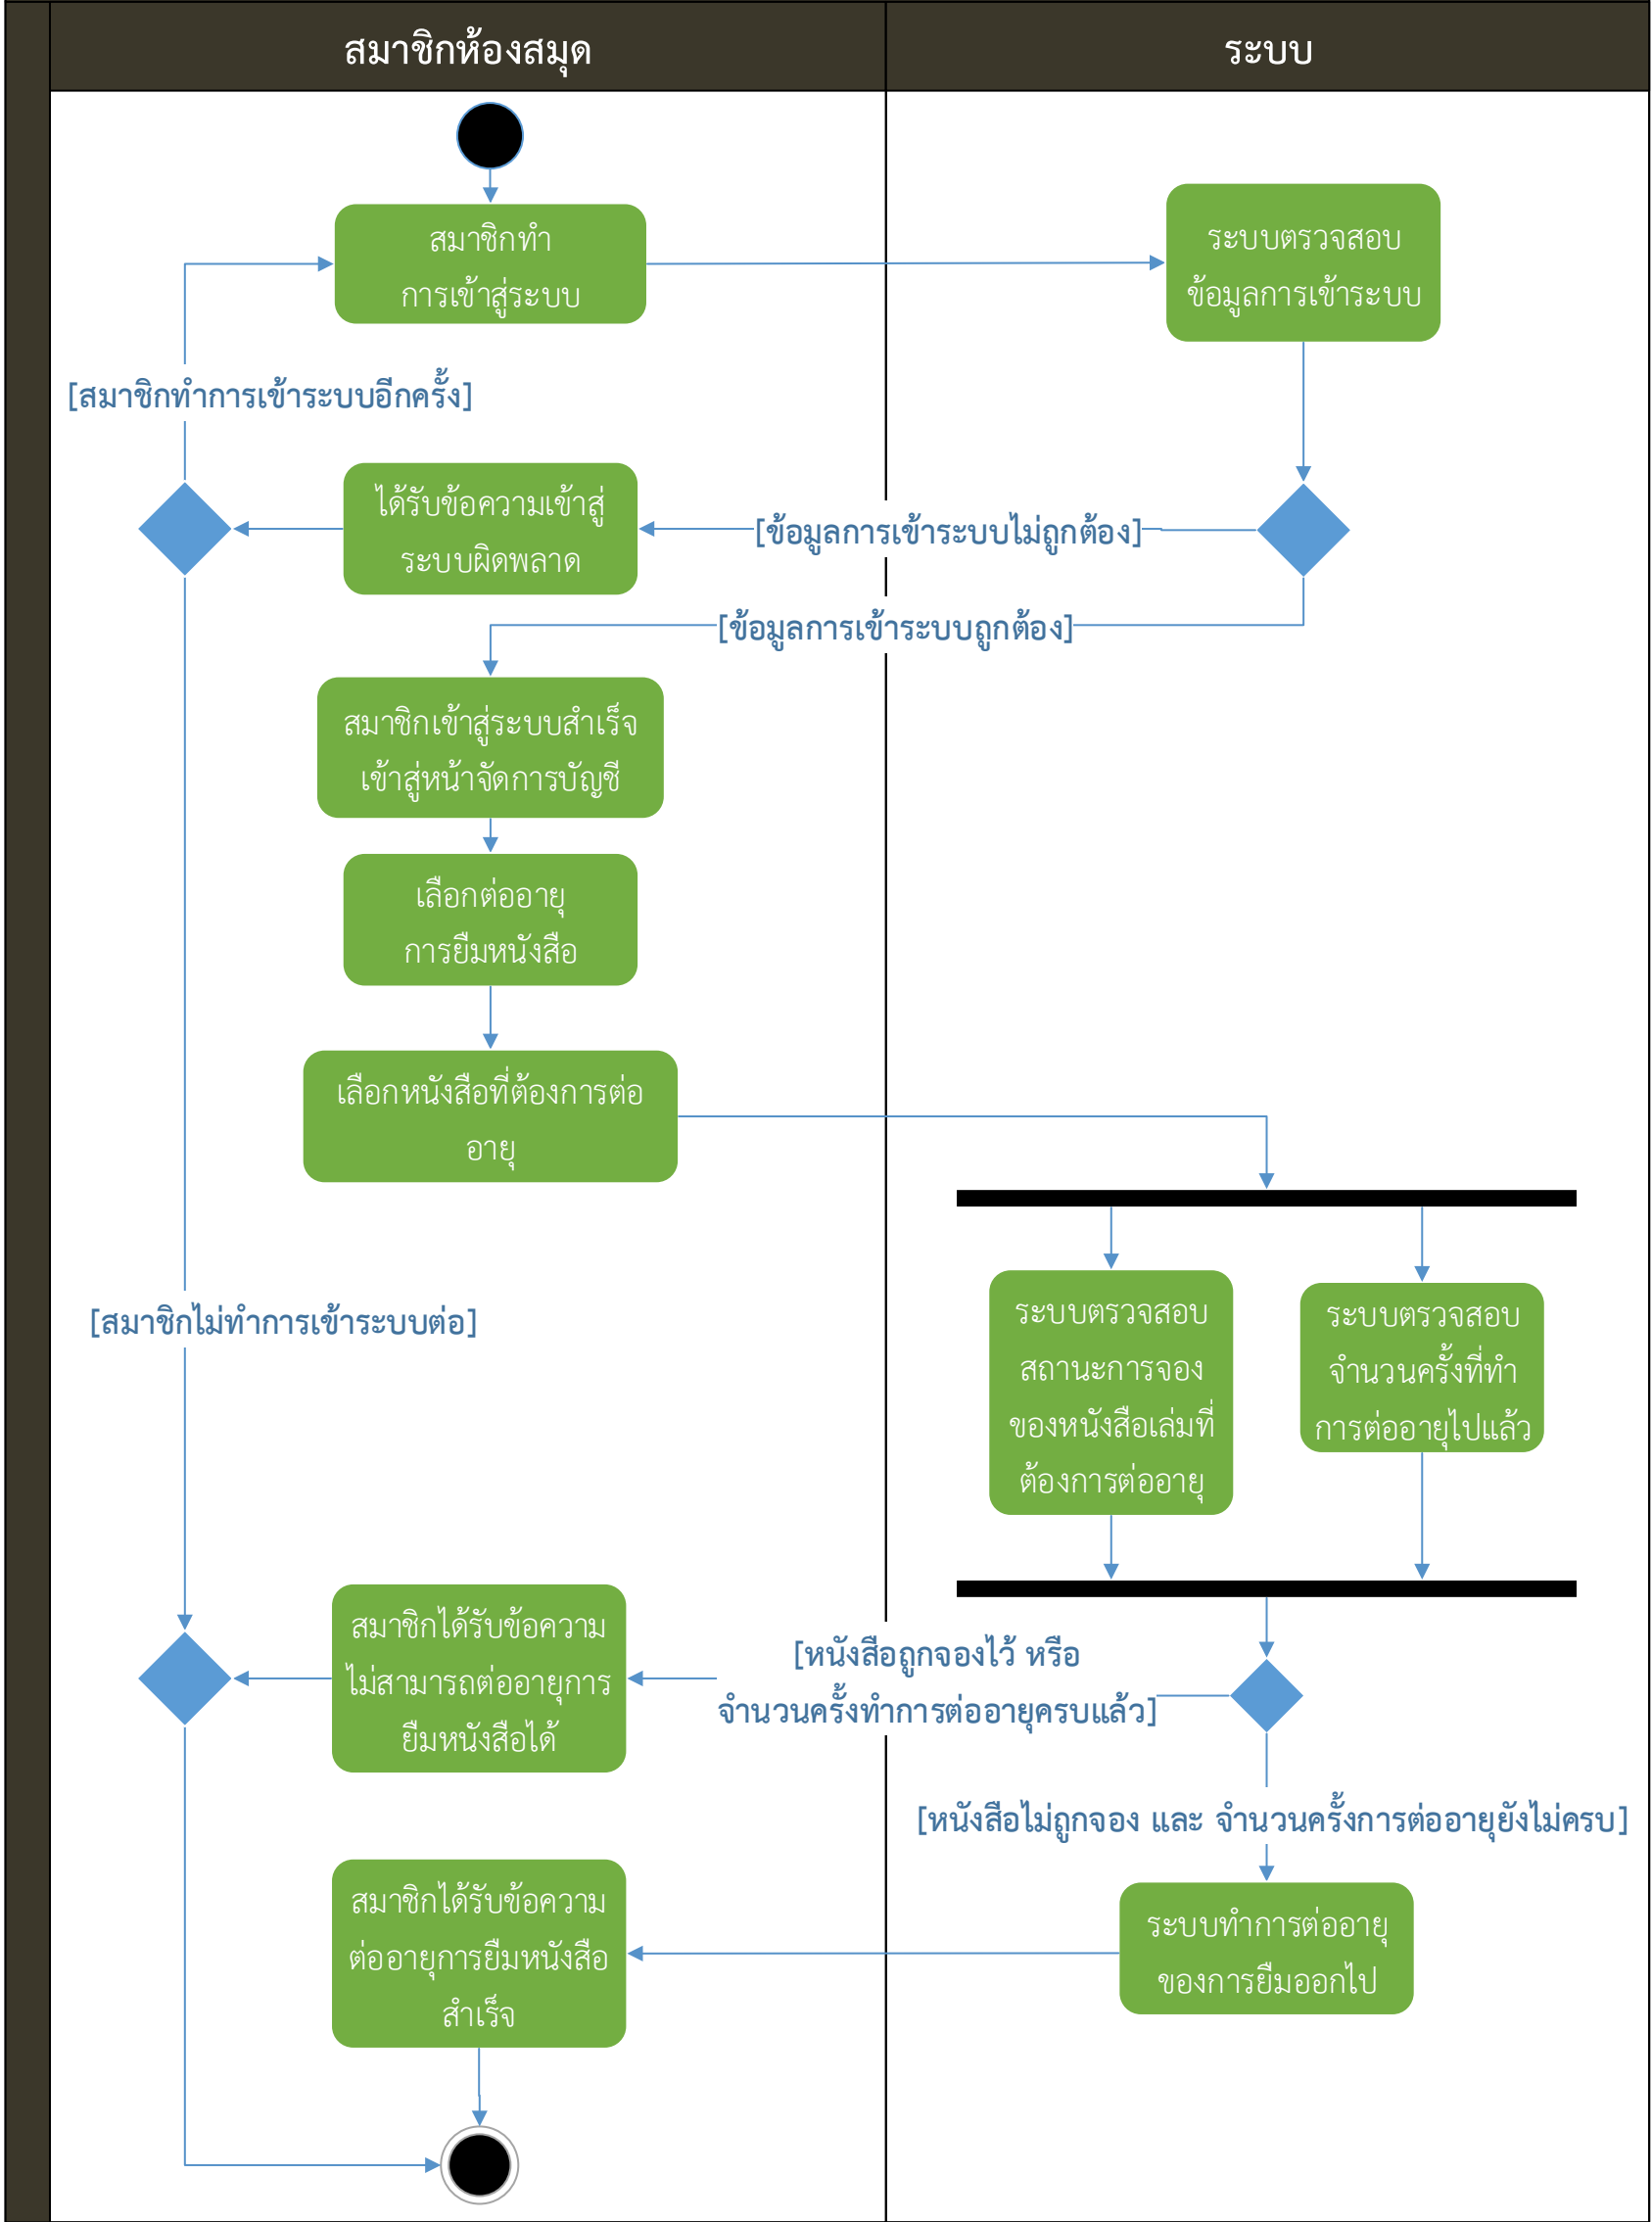 สมาชิกห้องสมุด
ระบบ
สมาชิกทำ
การเข้าสู่ระบบ
ระบบตรวจสอบ
ข้อมูลการเข้าระบบ
[สมาชิกทำการเข้าระบบอีกครั้ง]
ได้รับข้อความเข้าสู่
ระบบผิดพลาด
[ข้อมูลการเข้าระบบไม่ถูกต้อง]
[ข้อมูลการเข้าระบบถูกต้อง]
สมาชิกเข้าสู่ระบบสำเร็จ
เข้าสู่หน้าจัดการบัญชี
เลือกต่ออายุ
การยืมหนังสือ
เลือกหนังสือที่ต้องการต่อ
อายุ
[สมาชิกไม่ทำการเข้าระบบต่อ]
ระบบตรวจสอบ
สถานะการจอง
ของหนังสือเล่มที่
ต้องการต่ออายุ
ระบบตรวจสอบ
จำนวนครั้งที่ทำ
การต่ออายุไปแล้ว
สมาชิกได้รับข้อความ
ไม่สามารถต่ออายุการ
ยืมหนังสือได้
[หนังสือถูกจองไว้ หรือ
จำนวนครั้งทำการต่ออายุครบแล้ว]
[หนังสือไม่ถูกจอง และ จำนวนครั้งการต่ออายุยังไม่ครบ]
สมาชิกได้รับข้อความ
ต่ออายุการยืมหนังสือ
สำเร็จ
ระบบทำการต่ออายุ
ของการยืมออกไป